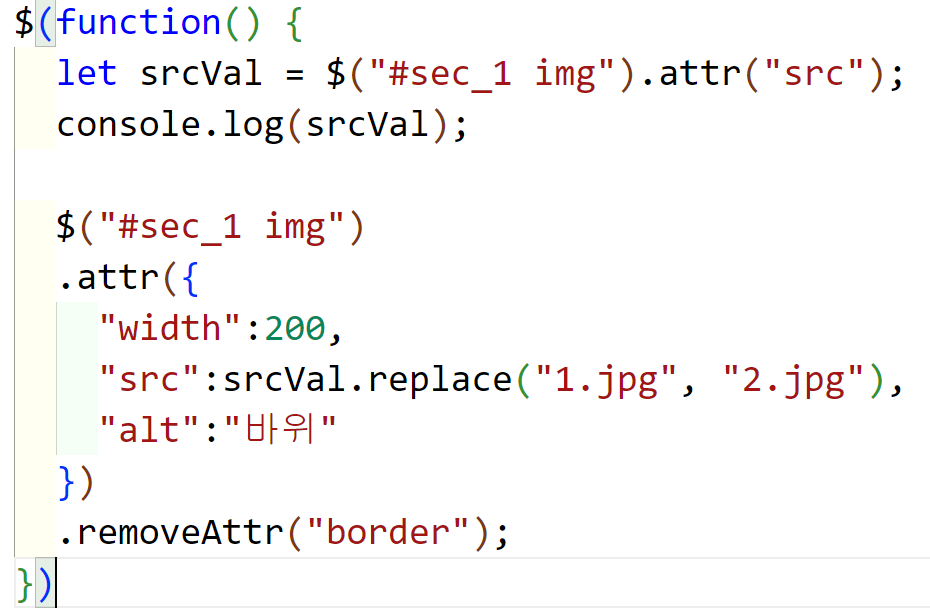 $(function() {
  let srcVal = $("#sec_1 img").attr("src");
  console.log(srcVal);

  $("#sec_1 img")
  .attr({
    "width":200,
    "src":srcVal.replace("1.jpg", "2.jpg"),
    "alt":"바위"
  })
  .removeAttr("border");
})